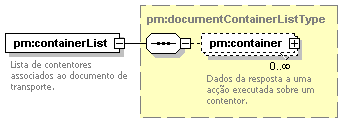 pm:documentContainerListType
pm:containerList
Lista de contentores
associados ao documento de
transporte.
pm:container
0..∞
Dados da resposta a uma
acção executada sobre um
contentor.